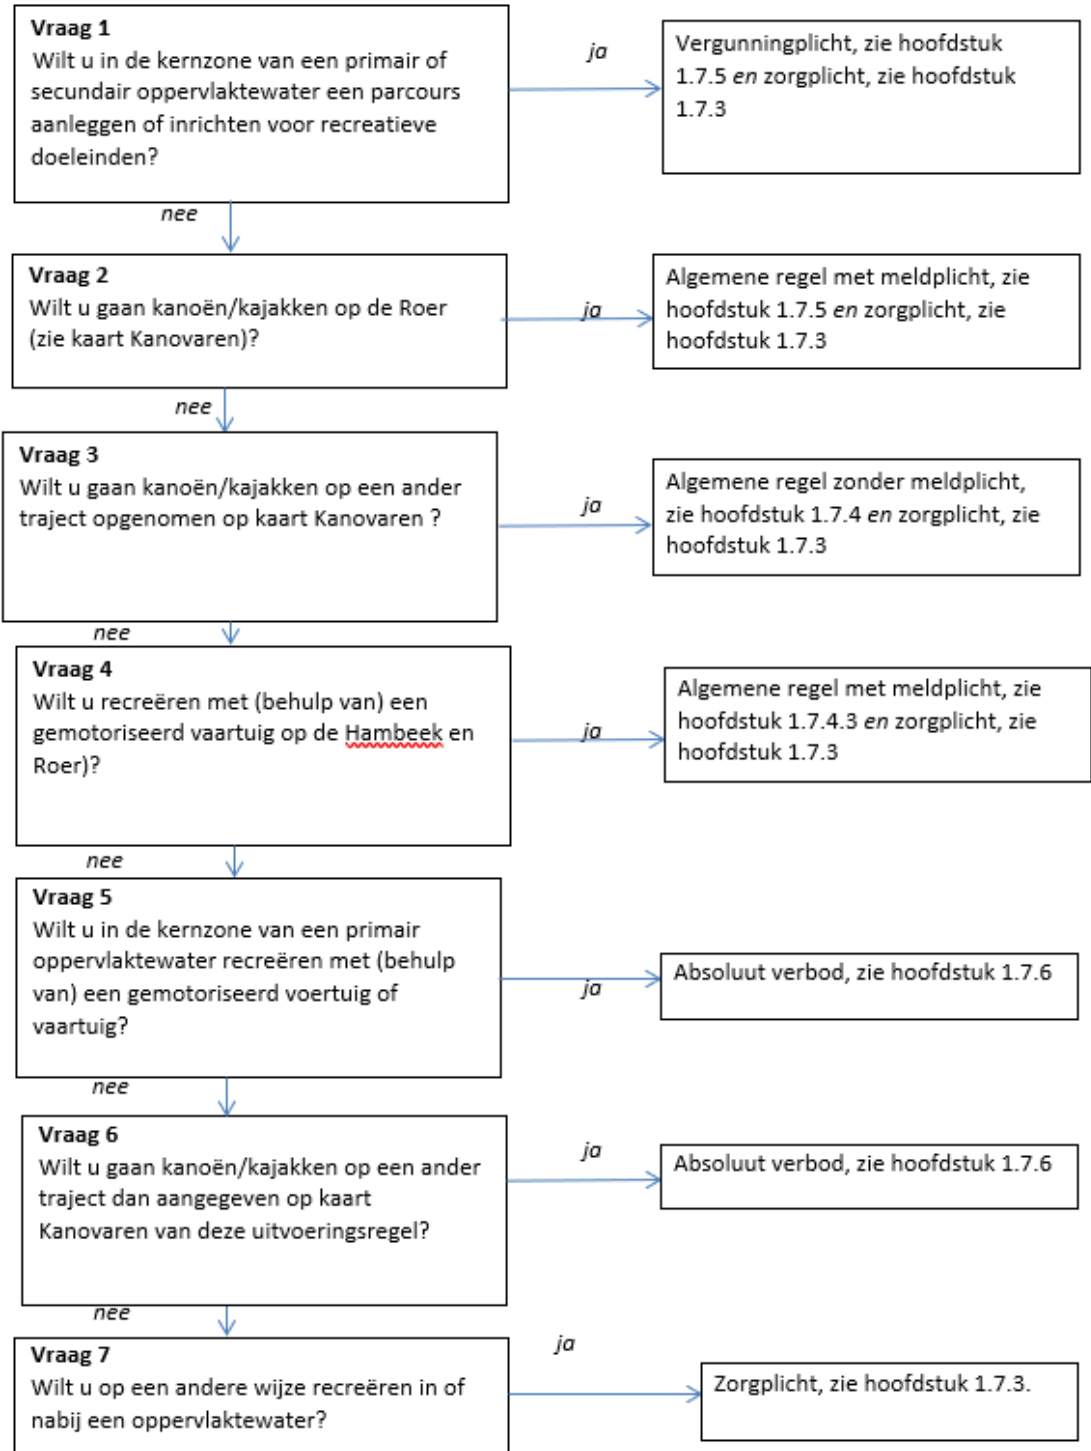 Vraag 1
Wilt u in de kernzone van een primair of
secundair oppervlaktewater een parcours
aanleggen of inrichten voor recreatieve
doeleinden?
ja
Vergunningplicht, zie hoofdstuk
1.7.5 en zorgplicht, zie hoofdstuk
1.7.3
nee
Vraag 2
Wilt u gaan kanoën/kajakken op de Roer
(zie kaart Kanovaren)?
ja
Algemene regel met meldplicht, zie
hoofdstuk 1.7.5 en zorgplicht, zie
hoofdstuk 1.7.3
nee
Vraag 3
Wilt u gaan kanoën/kajakken op een ander
traject opgenomen op kaart Kanovaren ?
ja
Algemene regel zonder meldplicht,
zie hoofdstuk 1.7.4 en zorgplicht, zie
hoofdstuk 1.7.3
nee
Vraag 4
Wilt u recreëren met (behulp van) een
gemotoriseerd vaartuig op de Hambeek en
Roer)?
ja
Algemene regel met meldplicht, zie
hoofdstuk 1.7.4.3 en zorgplicht, zie
hoofdstuk 1.7.3
nee
Vraag 5
Wilt u in de kernzone van een primair
oppervlaktewater recreëren met (behulp
van) een gemotoriseerd voertuig of
vaartuig?
ja
Absoluut verbod, zie hoofdstuk 1.7.6
nee
Vraag 6
Wilt u gaan kanoën/kajakken op een ander
traject dan aangegeven op kaart
Kanovaren van deze uitvoeringsregel?
ja
Absoluut verbod, zie hoofdstuk 1.7.6
nee
Vraag 7
Wilt u op een andere wijze recreëren in of
nabij een oppervlaktewater?
ja
Zorgplicht, zie hoofdstuk 1.7.3.